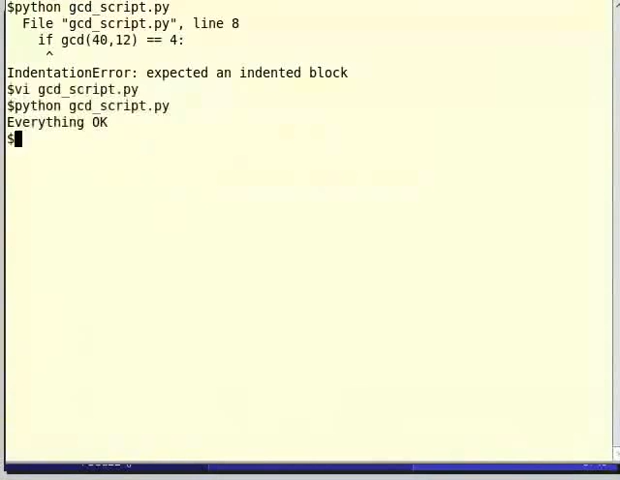 $python gcd_script.py
  File "gcd_script.py", line 8
    if gcd(40,12) == 4:
     ^
IndentationError: expected an indented block
$vi gcd_script.py
$python gcd_script.py
Everything OK
$